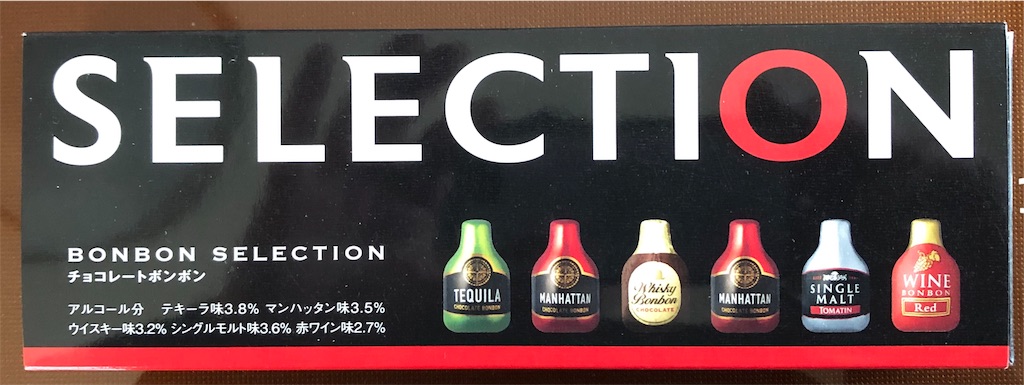 SELECTION
BONBON SELECTION
チョコレートボンボン
アルコール分　テキーラ味3.8% マンハッタン味3.5%
ウイスキー味3.2% シングルモルト味3.6% 赤ワイン味2.7%
TEQUILA
CHOCOLATE BONBON
MANHATTAN
CHOCOLATE BONBON
Whisky
Bonbon
CHOCOLATE
MANHATTAN
CHOCOLATE BONBON
SINGLE
MALT
TOMATIN
WINE
BONBON
Red